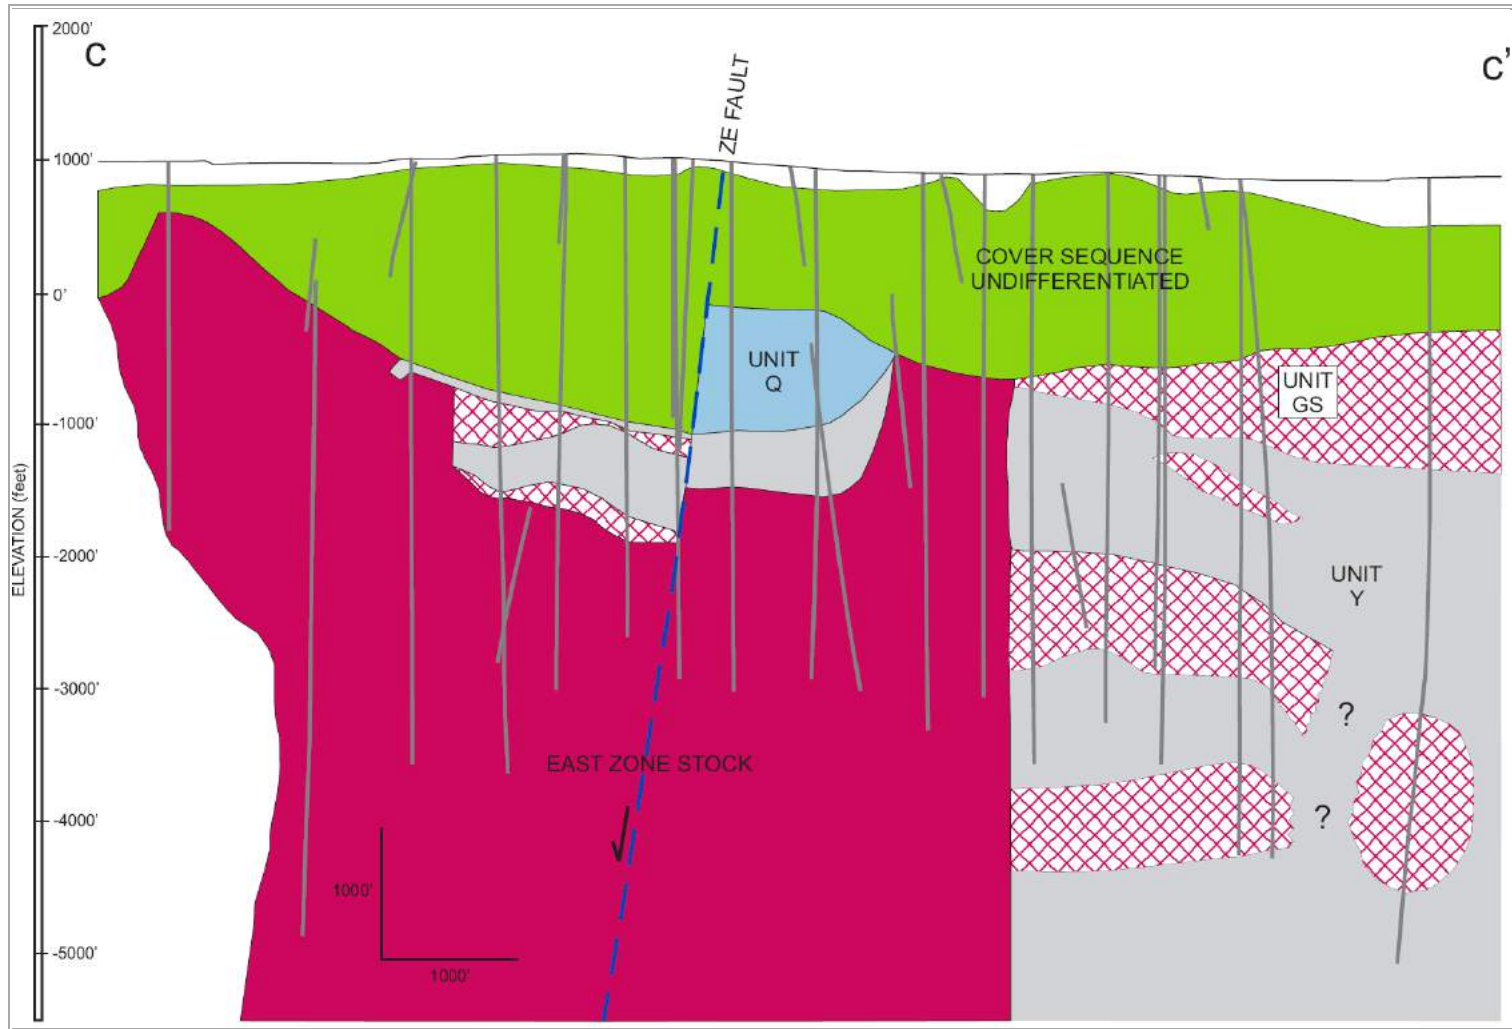 2000'
C
C'
ZE FAULT
1000'
COVER SEQUENCE
UNDIFFERENTIATED
0'
UNIT
Q
UNIT
GS
-1000'
ELEVATION (feet)
-2000'
UNIT
Y
-3000'
?
EAST ZONE STOCK
-4000'
?
1000'
-5000'
1000'